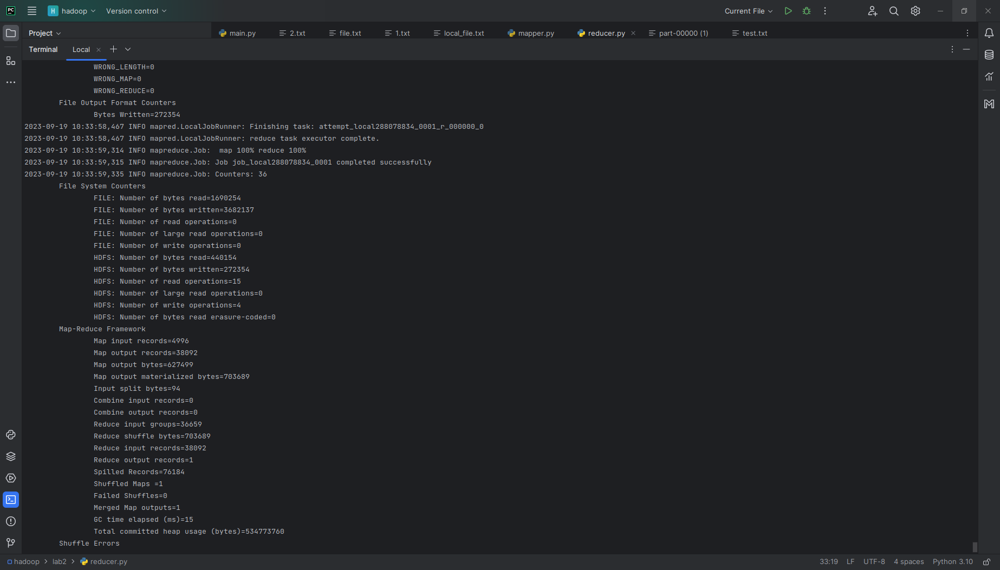 PC H hadoop Version control Current File
Project main.py 2.txt file.txt 1.txt local_file.txt mapper.py reducer.py part-00000 (1) test.txt
Terminal Local
WRONG_LENGTH=0
WRONG_MAP=0
WRONG_REDUCE=0
File Output Format Counters
Bytes Written=272354
2023-09-19 10:33:58,467 INFO mapred.LocalJobRunner: Finishing task: attempt_local288078834_0001_r_000000_0
2023-09-19 10:33:58,467 INFO mapred.LocalJobRunner: reduce task executor complete.
2023-09-19 10:33:59,314 INFO mapreduce.Job:  map 100% reduce 100%
2023-09-19 10:33:59,315 INFO mapreduce.Job: Job job_local288078834_0001 completed successfully
2023-09-19 10:33:59,335 INFO mapreduce.Job: Counters: 36
File System Counters
FILE: Number of bytes read=1690254
FILE: Number of bytes written=3682137
FILE: Number of read operations=0
FILE: Number of large read operations=0
FILE: Number of write operations=0
HDFS: Number of bytes read=440154
HDFS: Number of bytes written=272354
HDFS: Number of read operations=15
HDFS: Number of large read operations=0
HDFS: Number of write operations=4
HDFS: Number of bytes read erasure-coded=0
Map-Reduce Framework
Map input records=4996
Map output records=38092
Map output bytes=627499
Map output materialized bytes=703689
Input split bytes=94
Combine input records=0
Combine output records=0
Reduce input groups=36659
Reduce shuffle bytes=703689
Reduce input records=38092
Reduce output records=1
Spilled Records=76184
Shuffled Maps =1
Failed Shuffles=0
Merged Map outputs=1
GC time elapsed (ms)=15
Total committed heap usage (bytes)=534773760
Shuffle Errors
hadoop > lab2 > reducer.py 33:19 LF UTF-8 4 spaces Python 3.10